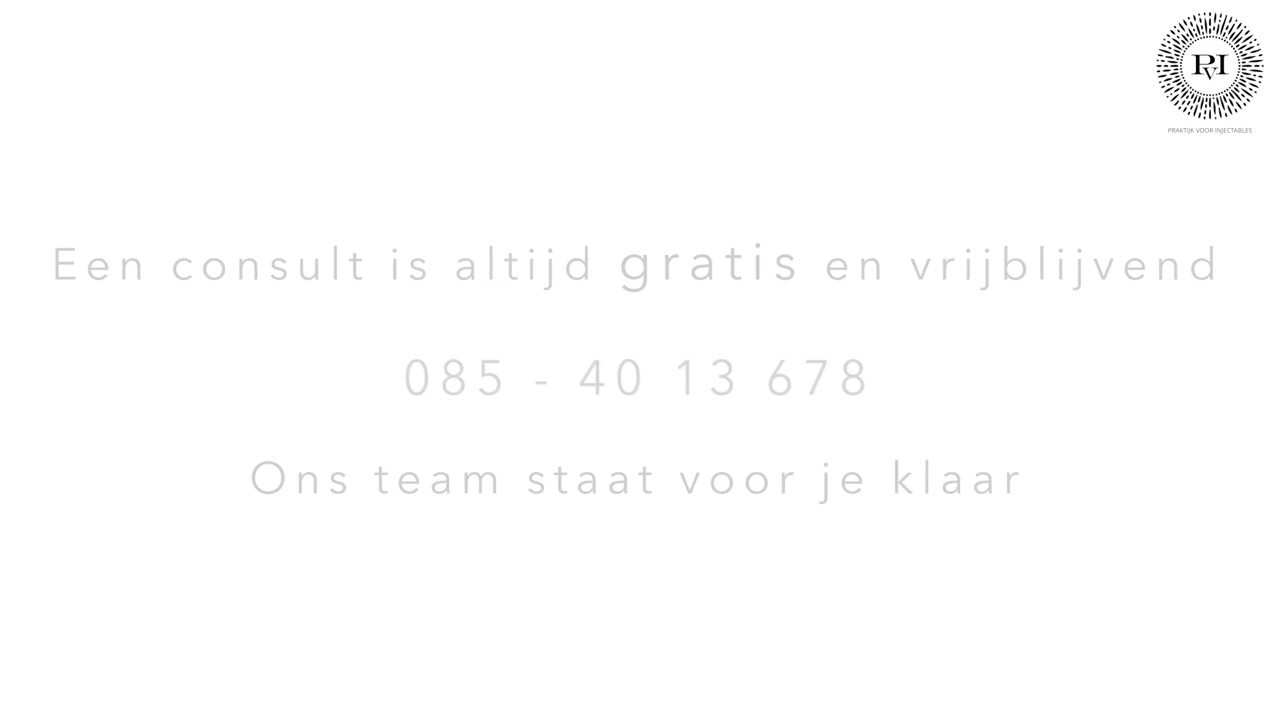 PVI
PRAKTIJK VOOR INJECTABLES
Een consult is altijd gratis en vrijblijvend
085 - 40 13 678
Ons team staat voor je klaar